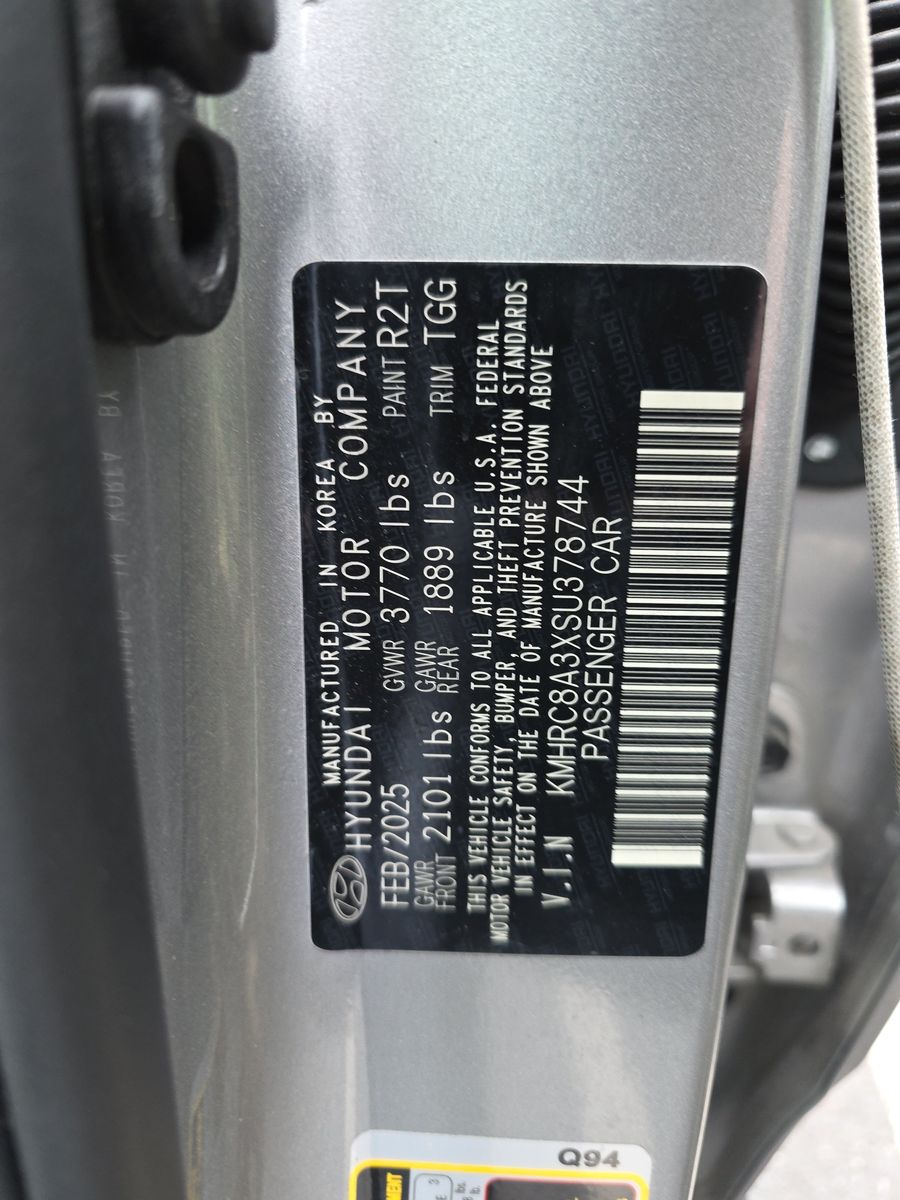 MANUFACTURED IN KOREA BY
HYUNDAI MOTOR COMPANY
FEB/2025 GVWR 3770 lbs PAINT R2T
GAWR FRONT 2101 lbs GAWR REAR 1889 lbs TRIM TGG
THIS VEHICLE CONFORMS TO ALL APPLICABLE U.S.A. FEDERAL
MOTOR VEHICLE SAFETY, BUMPER, AND THEFT PREVENTION STANDARDS
IN EFFECT ON THE DATE OF MANUFACTURE SHOWN ABOVE
V.I.N KMHRC8A3XSU378744
PASSENGER CAR
Q94